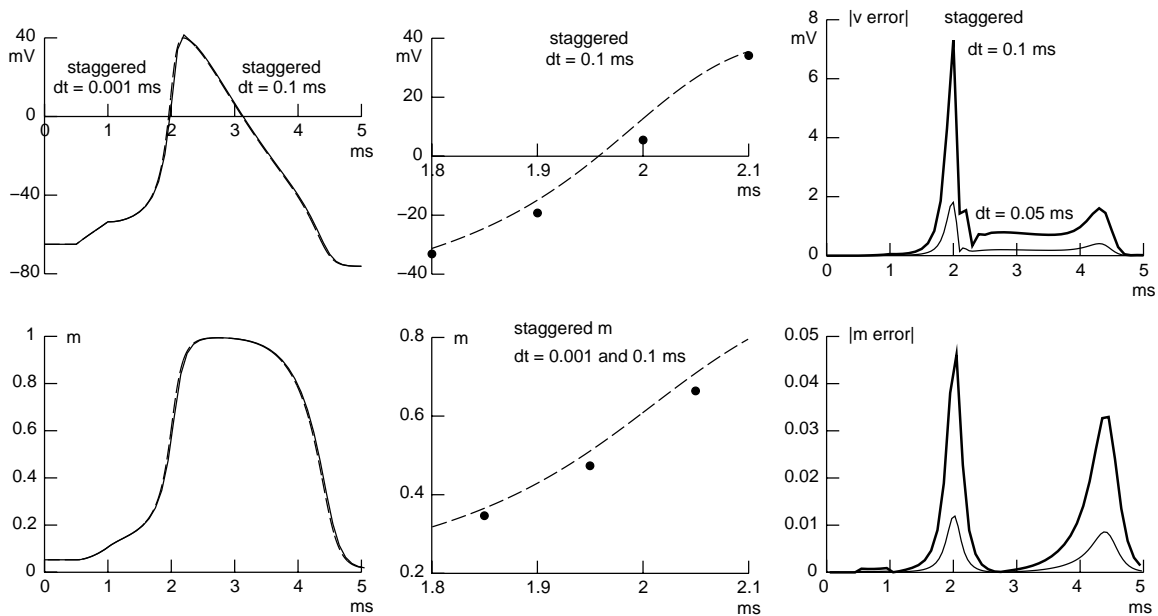 40
mV
staggered
dt = 0.001 ms
staggered
dt = 0.1 ms
0
0 1 2 3 4 5
ms
−40
−80
40
mV
staggered
dt = 0.1 ms
20
0
1.8 1.9 2 2.1
ms
−20
−40
8
|v error|
staggered
mV
dt = 0.1 ms
6
4
2
dt = 0.05 ms
0
0 1 2 3 4 5
ms
1
m
0.8
0.6
0.4
0.2
0
0 1 2 3 4 5
ms
0.8
m
staggered m
dt = 0.001 and 0.1 ms
0.6
0.4
0.2
1.8 1.9 2 2.1
ms
0.05
|m error|
0.04
0.03
0.02
0.01
0
0 1 2 3 4 5
ms